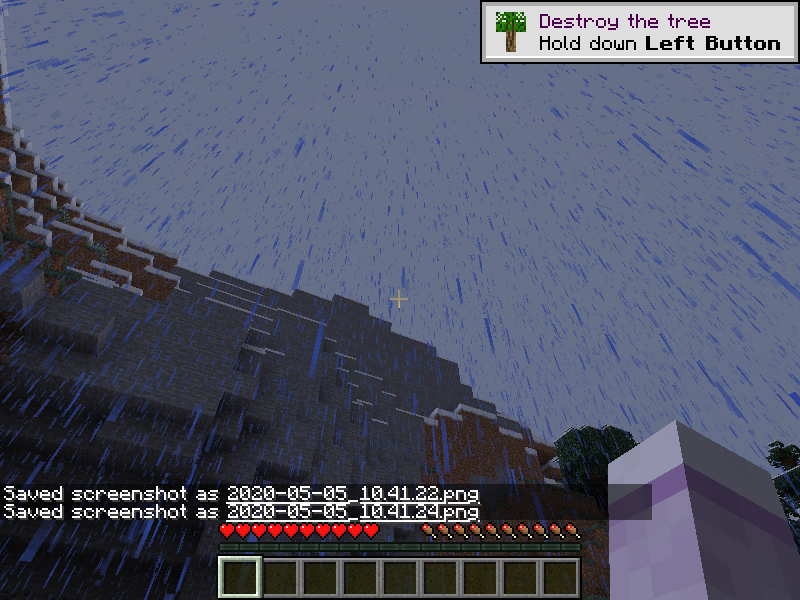 Destroy the tree
Hold down Left Button
Saved screenshot as 2020-05-05_10.41.22.png
Saved screenshot as 2020-05-05_10.41.24.png